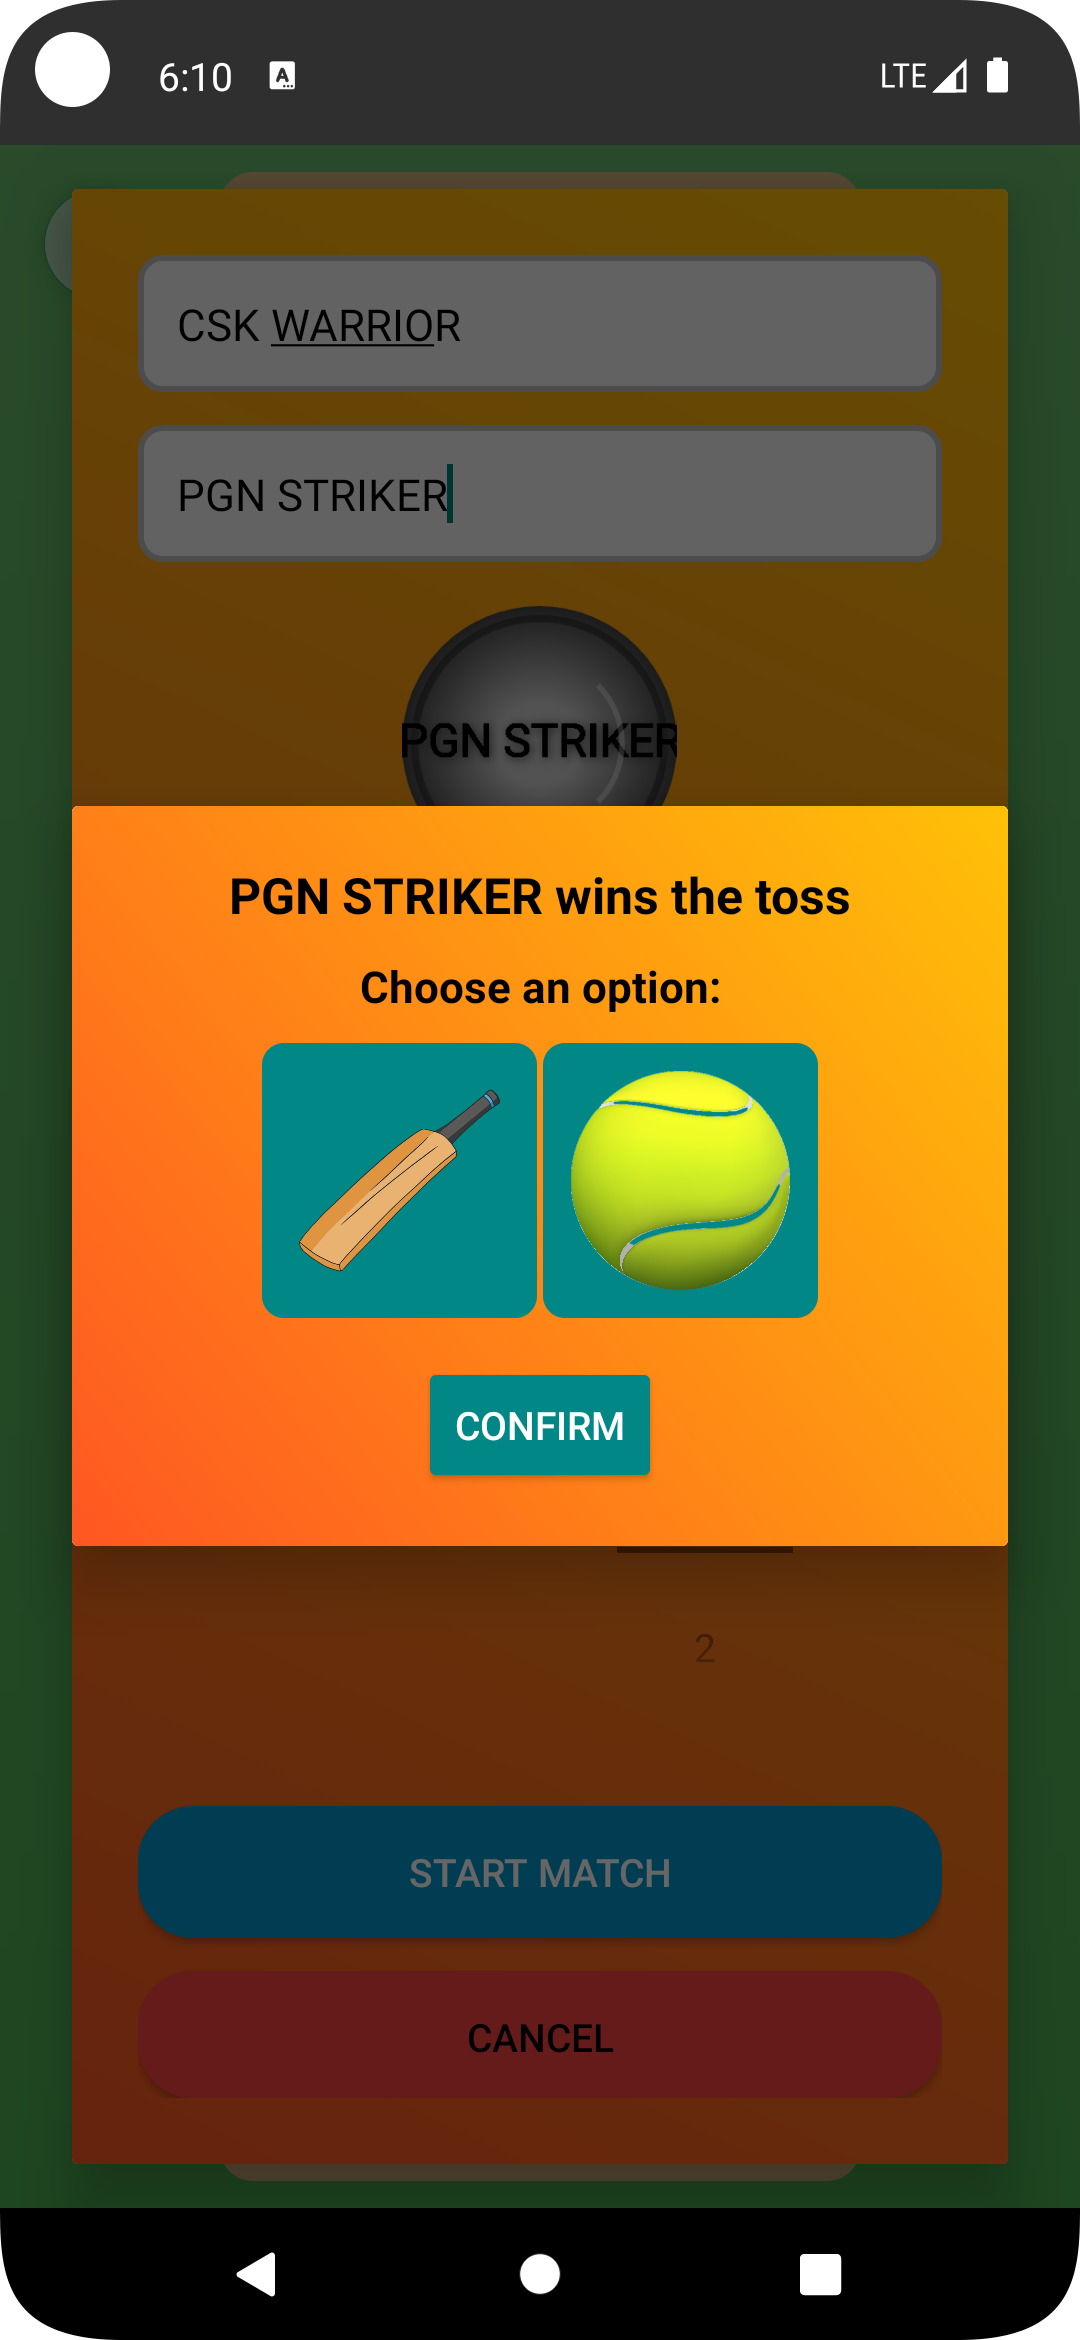 6:10
LTE
CSK WARRIOR
PGN STRIKER
PGN STRIKER
PGN STRIKER wins the toss
Choose an option:
CONFIRM
2
START MATCH
CANCEL